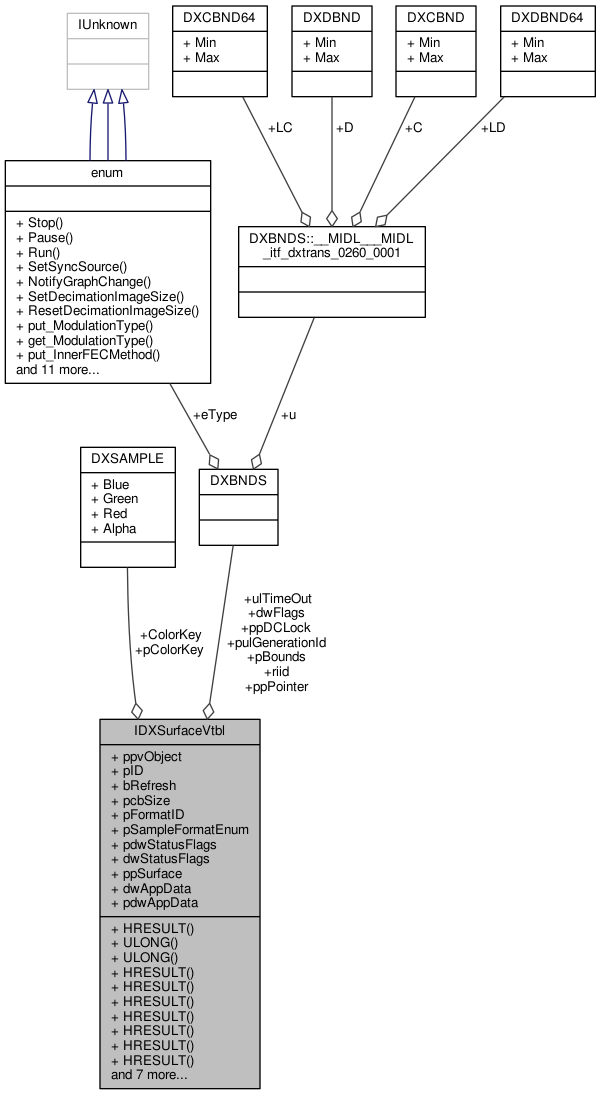 IUnknown
DXCBND64
+ Min
+ Max
DXDBND
+ Min
+ Max
DXCBND
+ Min
+ Max
DXDBND64
+ Min
+ Max
+LC
+D
+C
+LD
enum
+ Stop()
+ Pause()
+ Run()
+ SetSyncSource()
+ NotifyGraphChange()
+ SetDecimationImageSize()
+ ResetDecimationImageSize()
+ put_ModulationType()
+ get_ModulationType()
+ put_InnerFECMethod()
and 11 more...
DXBNDS::__MIDL___MIDL
_itf_dxtrans_0260_0001
+eType
+u
DXSAMPLE
+ Blue
+ Green
+ Red
+ Alpha
DXBNDS
+ColorKey
+pColorKey
+ulTimeOut
+dwFlags
+ppDCLock
+pulGenerationId
+pBounds
+riid
+ppPointer
IDXSurfaceVtbl
+ ppvObject
+ pID
+ bRefresh
+ pcbSize
+ pFormatID
+ pSampleFormatEnum
+ pdwStatusFlags
+ dwStatusFlags
+ ppSurface
+ dwAppData
+ pdwAppData
+ HRESULT()
+ ULONG()
+ ULONG()
+ HRESULT()
+ HRESULT()
+ HRESULT()
+ HRESULT()
+ HRESULT()
+ HRESULT()
+ HRESULT()
and 7 more...